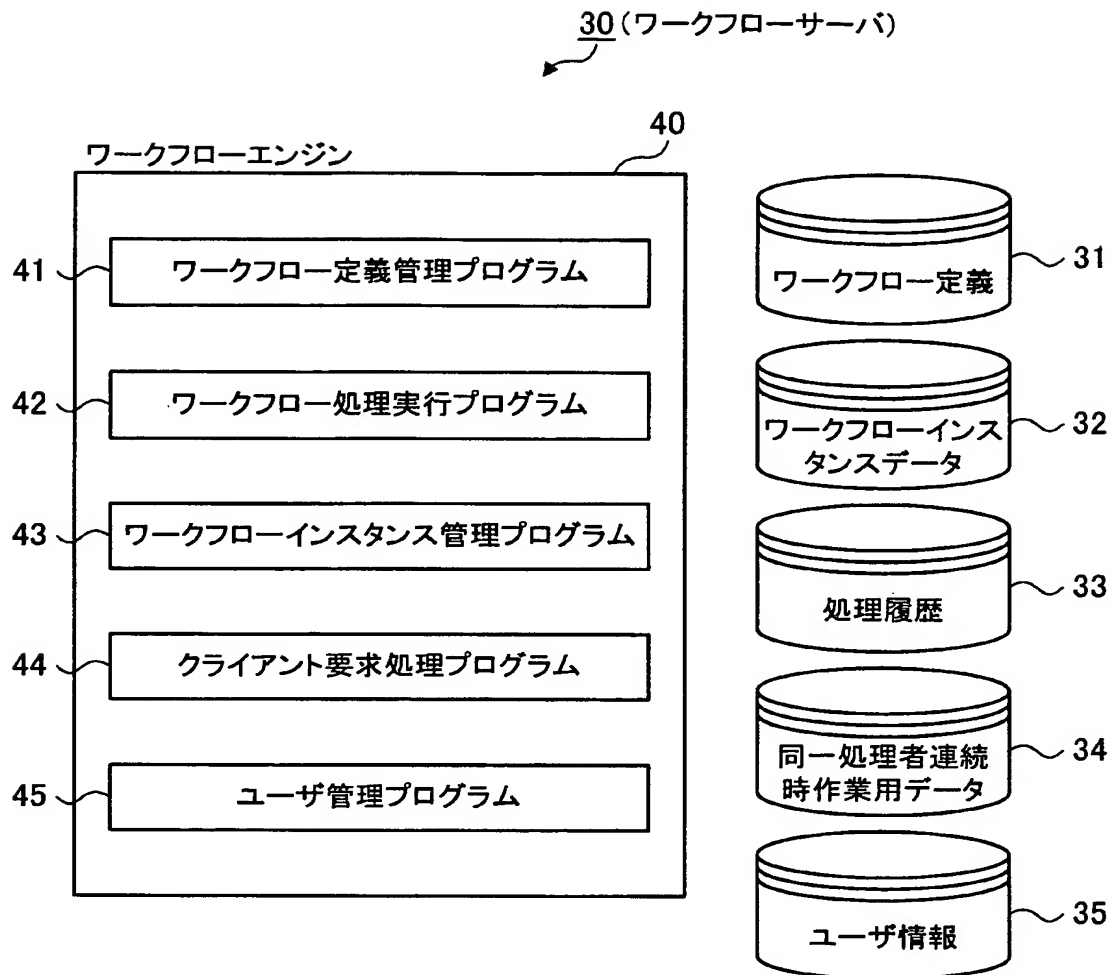 30(ワークフローサーバ)
40
ワークフローエンジン
41
ワークフロー定義管理プログラム
42
ワークフロー処理実行プログラム
43
ワークフローインスタンス管理プログラム
44
クライアント要求処理プログラム
45
ユーザ管理プログラム
ワークフロー定義
31
ワークフローインス
タンスデータ
32
処理履歴
33
同一処理者連続
時作業用データ
34
ユーザ情報
35